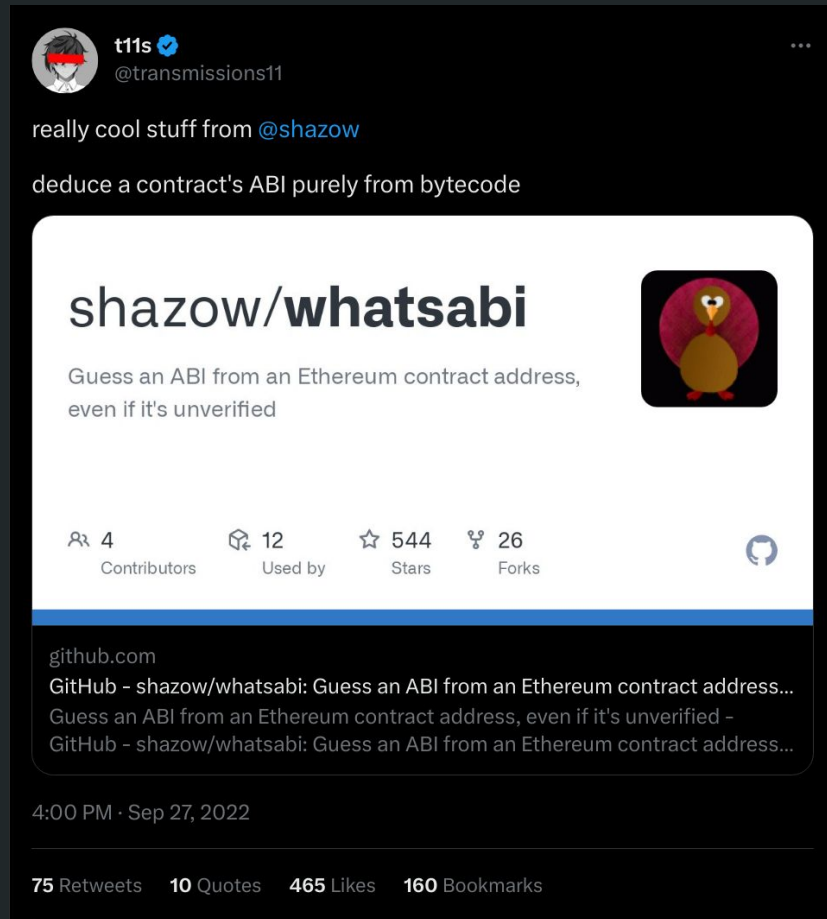 t11s
@transmissions11
really cool stuff from @shazow
deduce a contract's ABI purely from bytecode
shazow/whatsabi
Guess an ABI from an Ethereum contract address,
even if it's unverified
4
Contributors
12
Used by
544
Stars
26
Forks
github.com
GitHub - shazow/whatsabi: Guess an ABI from an Ethereum contract address...
Guess an ABI from an Ethereum contract address, even if it's unverified -
GitHub - shazow/whatsabi: Guess an ABI from an Ethereum contract address...
4:00 PM · Sep 27, 2022
75 Retweets 10 Quotes 465 Likes 160 Bookmarks